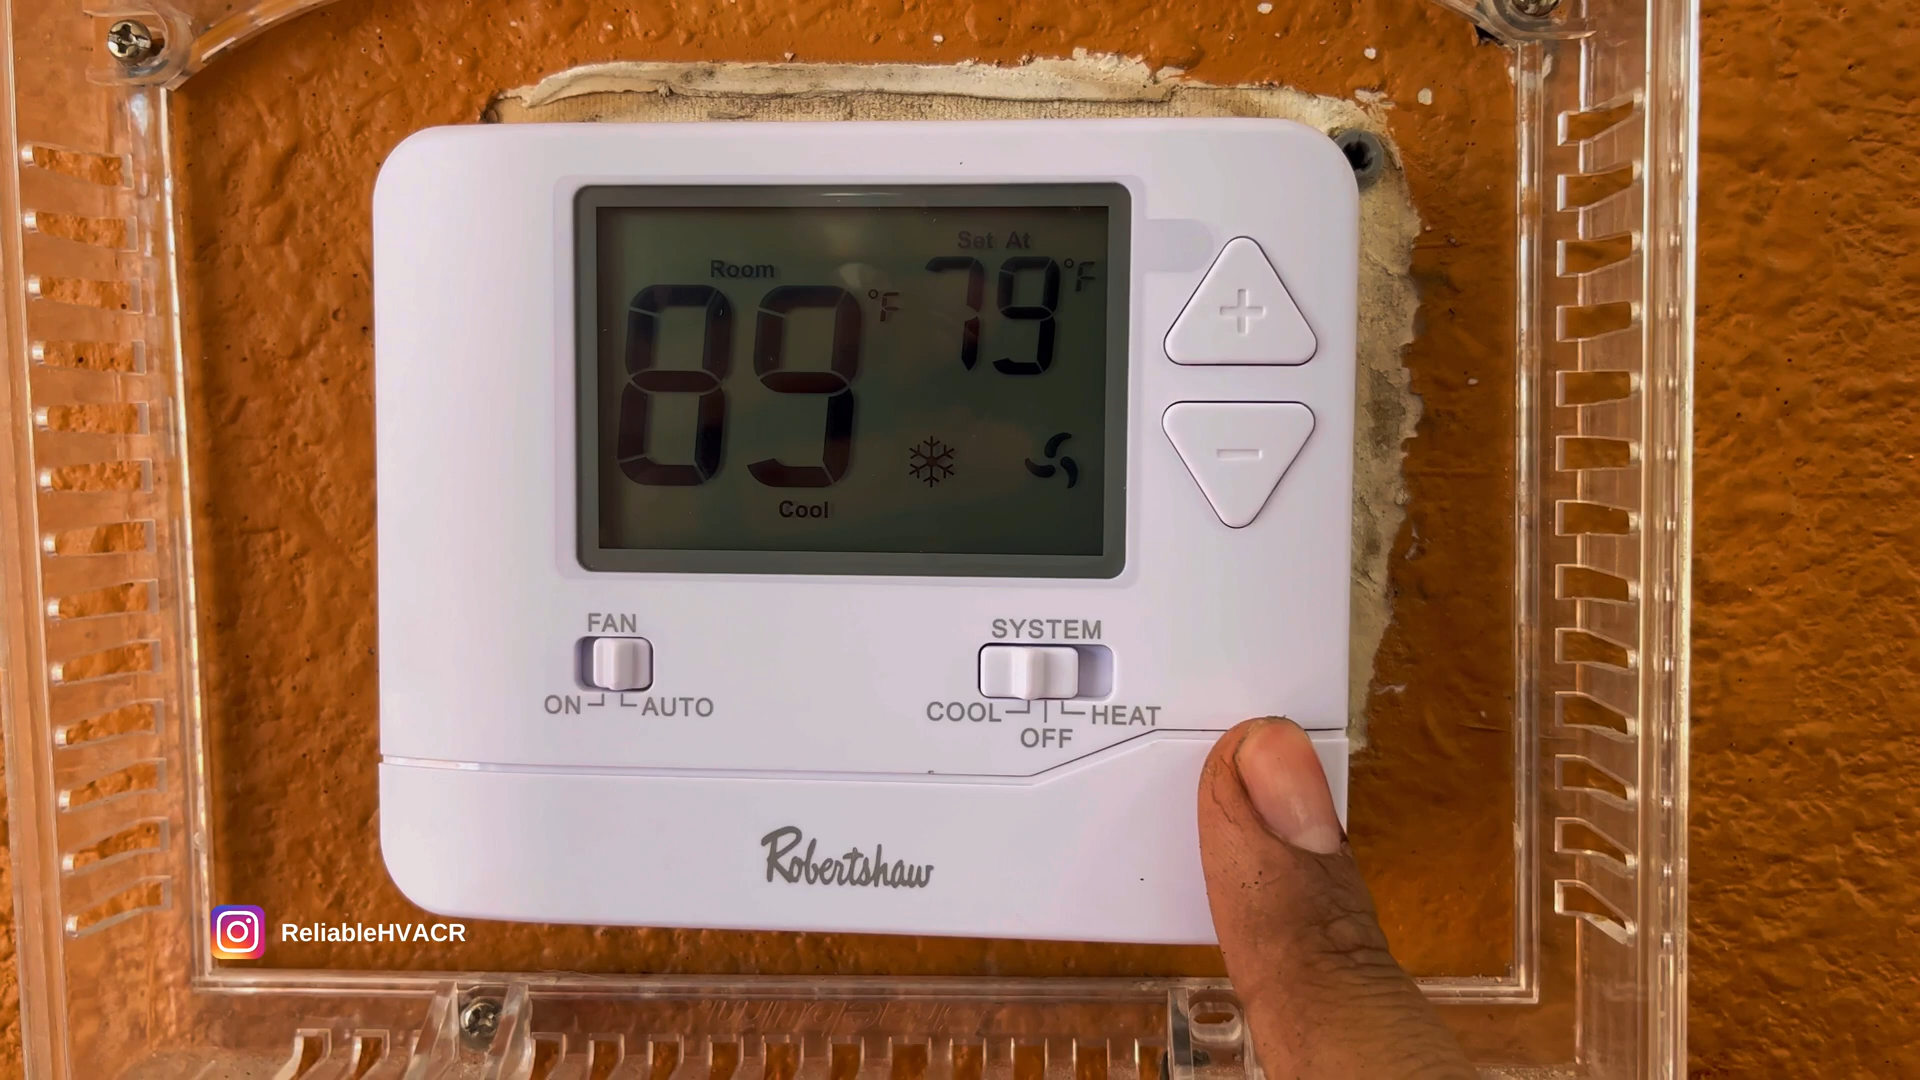 Set At
Room
79°F
89°F
Cool
FAN
SYSTEM
ON
AUTO
COOL
HEAT
OFF
Robertshaw
ReliableHVACR